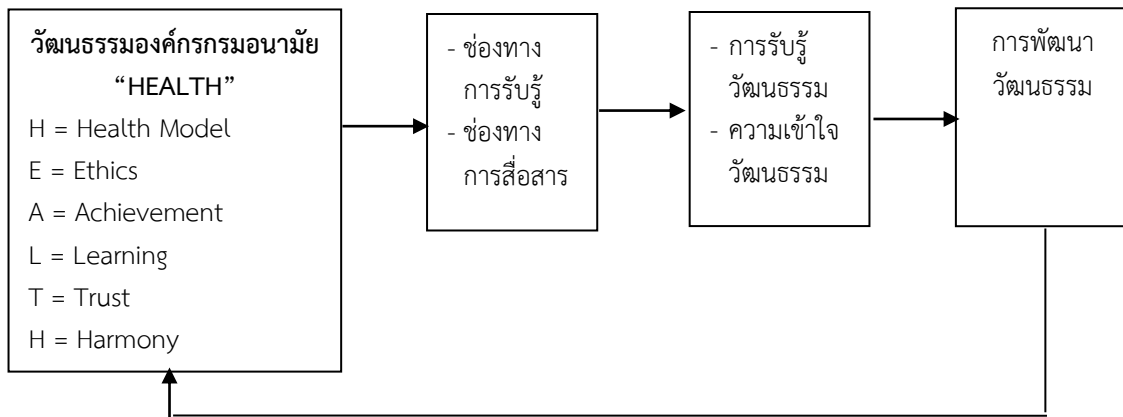 วัฒนธรรมองค์กรกรมอนามัย
“HEALTH”
H = Health Model
E = Ethics
A = Achievement
L = Learning
T = Trust
H = Harmony
- ช่องทาง
การรับรู้
- ช่องทาง
การสื่อสาร
- การรับรู้
วัฒนธรรม
- ความเข้าใจ
วัฒนธรรม
การพัฒนา
วัฒนธรรม